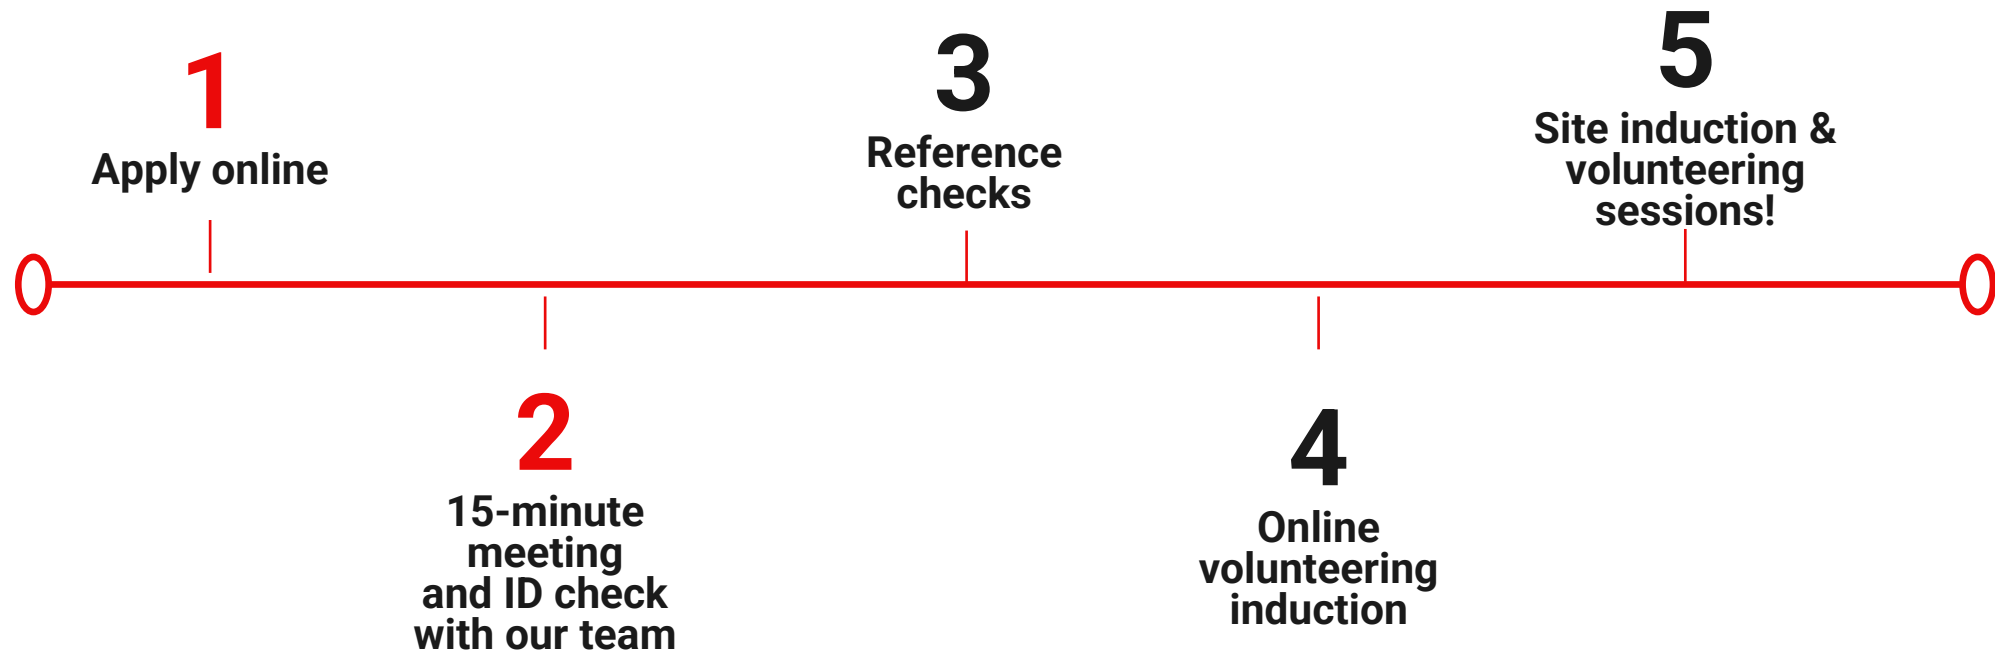 1
Apply online
2
15-minute
meeting
and ID check
with our team
3
Reference
checks
4
Online
volunteering
induction
5
Site induction &
volunteering
sessions!